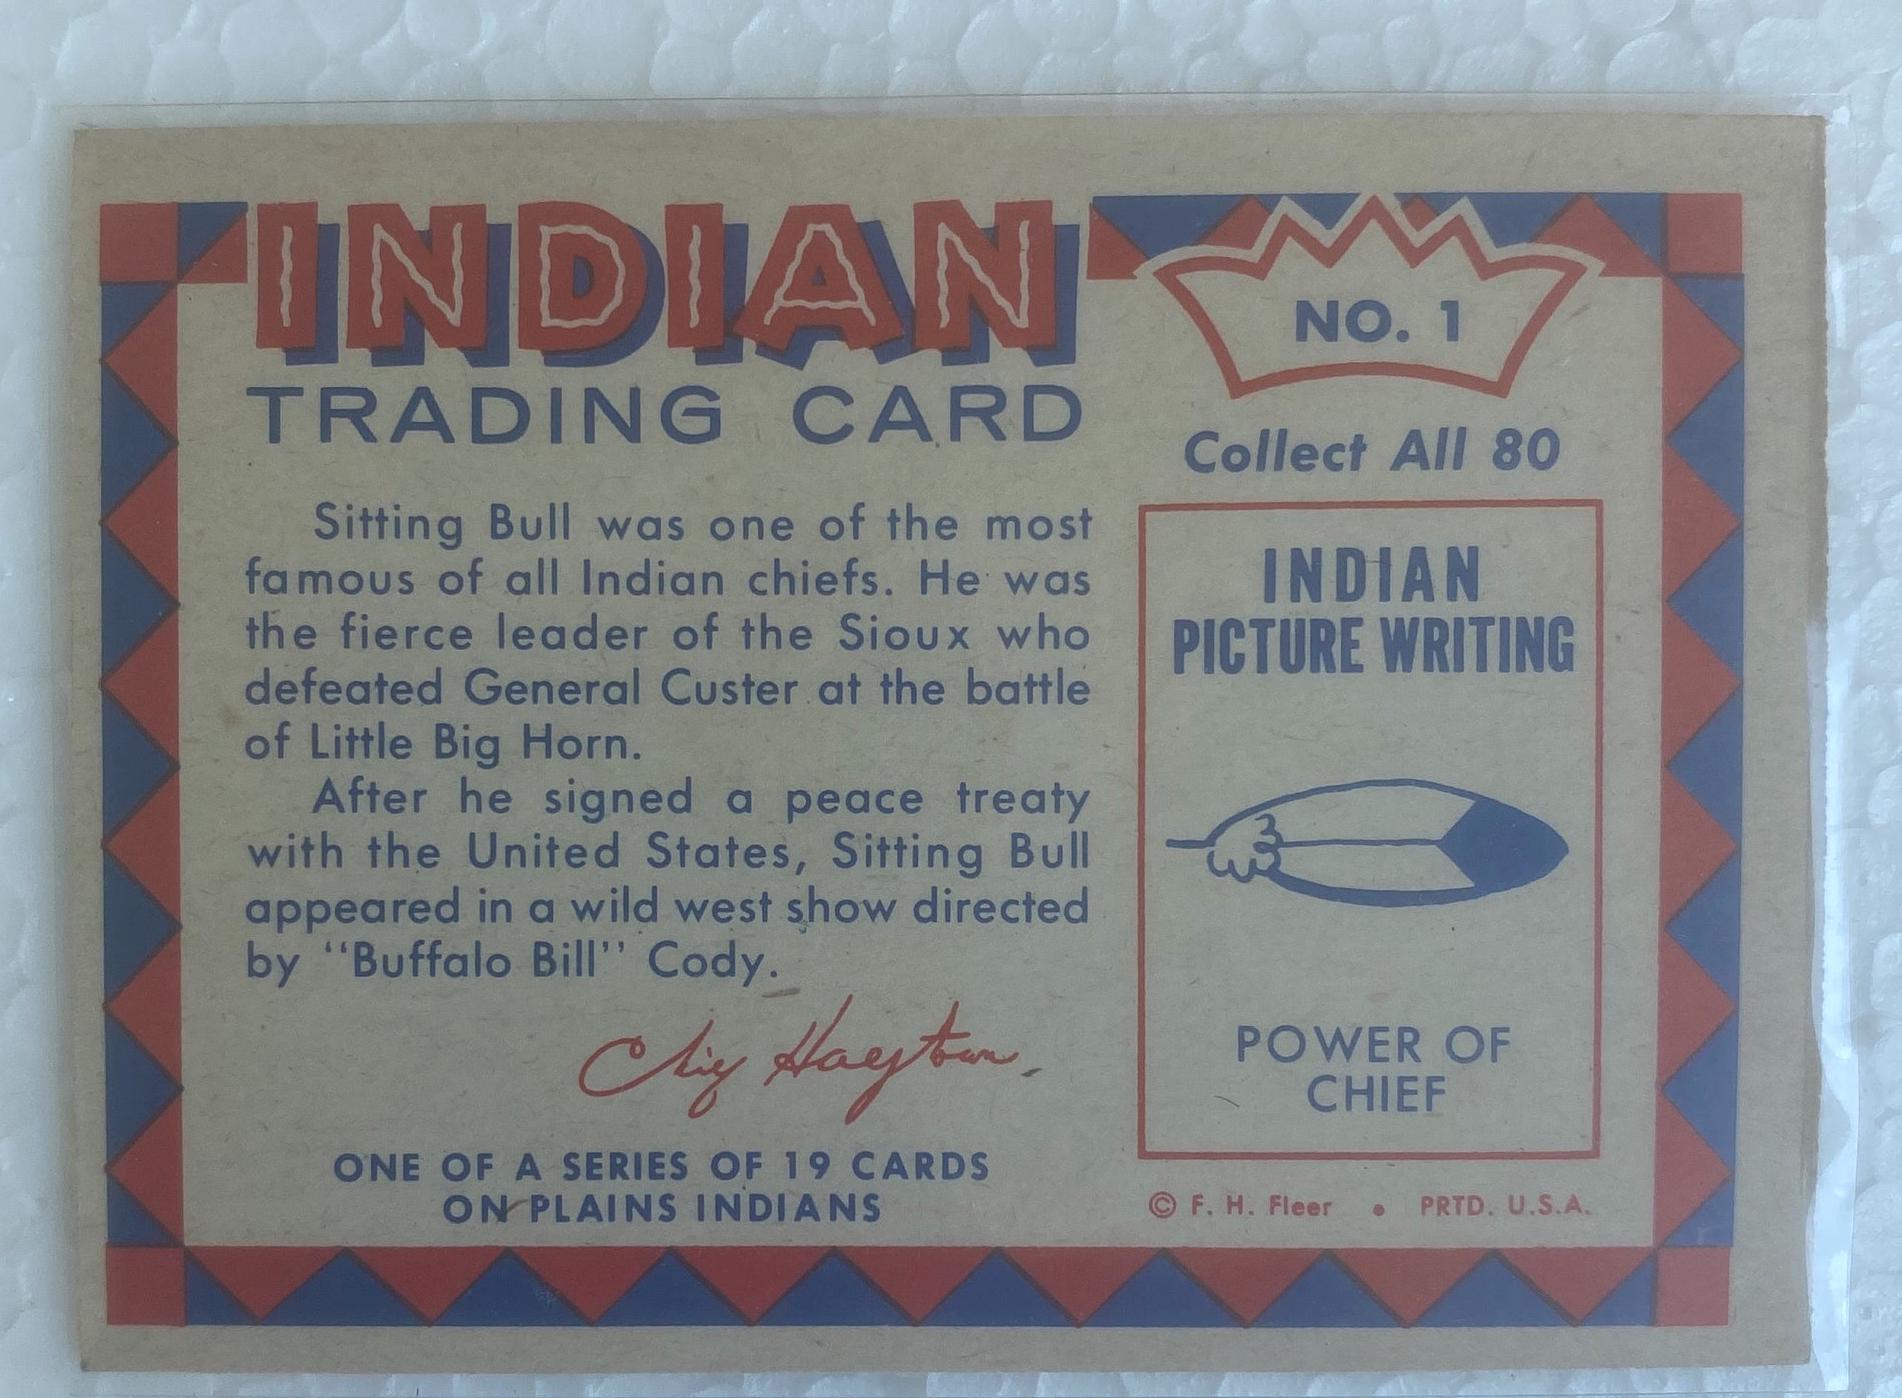 INDIAN
TRADING CARD
NO. 1
Collect All 80
Sitting Bull was one of the most
famous of all Indian chiefs. He was
the fierce leader of the Sioux who
defeated General Custer at the battle
of Little Big Horn.
After he signed a peace treaty
with the United States, Sitting Bull
appeared in a wild west show directed
by "Buffalo Bill" Cody.
Chief
ONE OF A SERIES OF 19 CARDS
ON PLAINS INDIANS
INDIAN
PICTURE WRITING
POWER OF
CHIEF
© F. H. Fleer • PRTD. U.S.A.